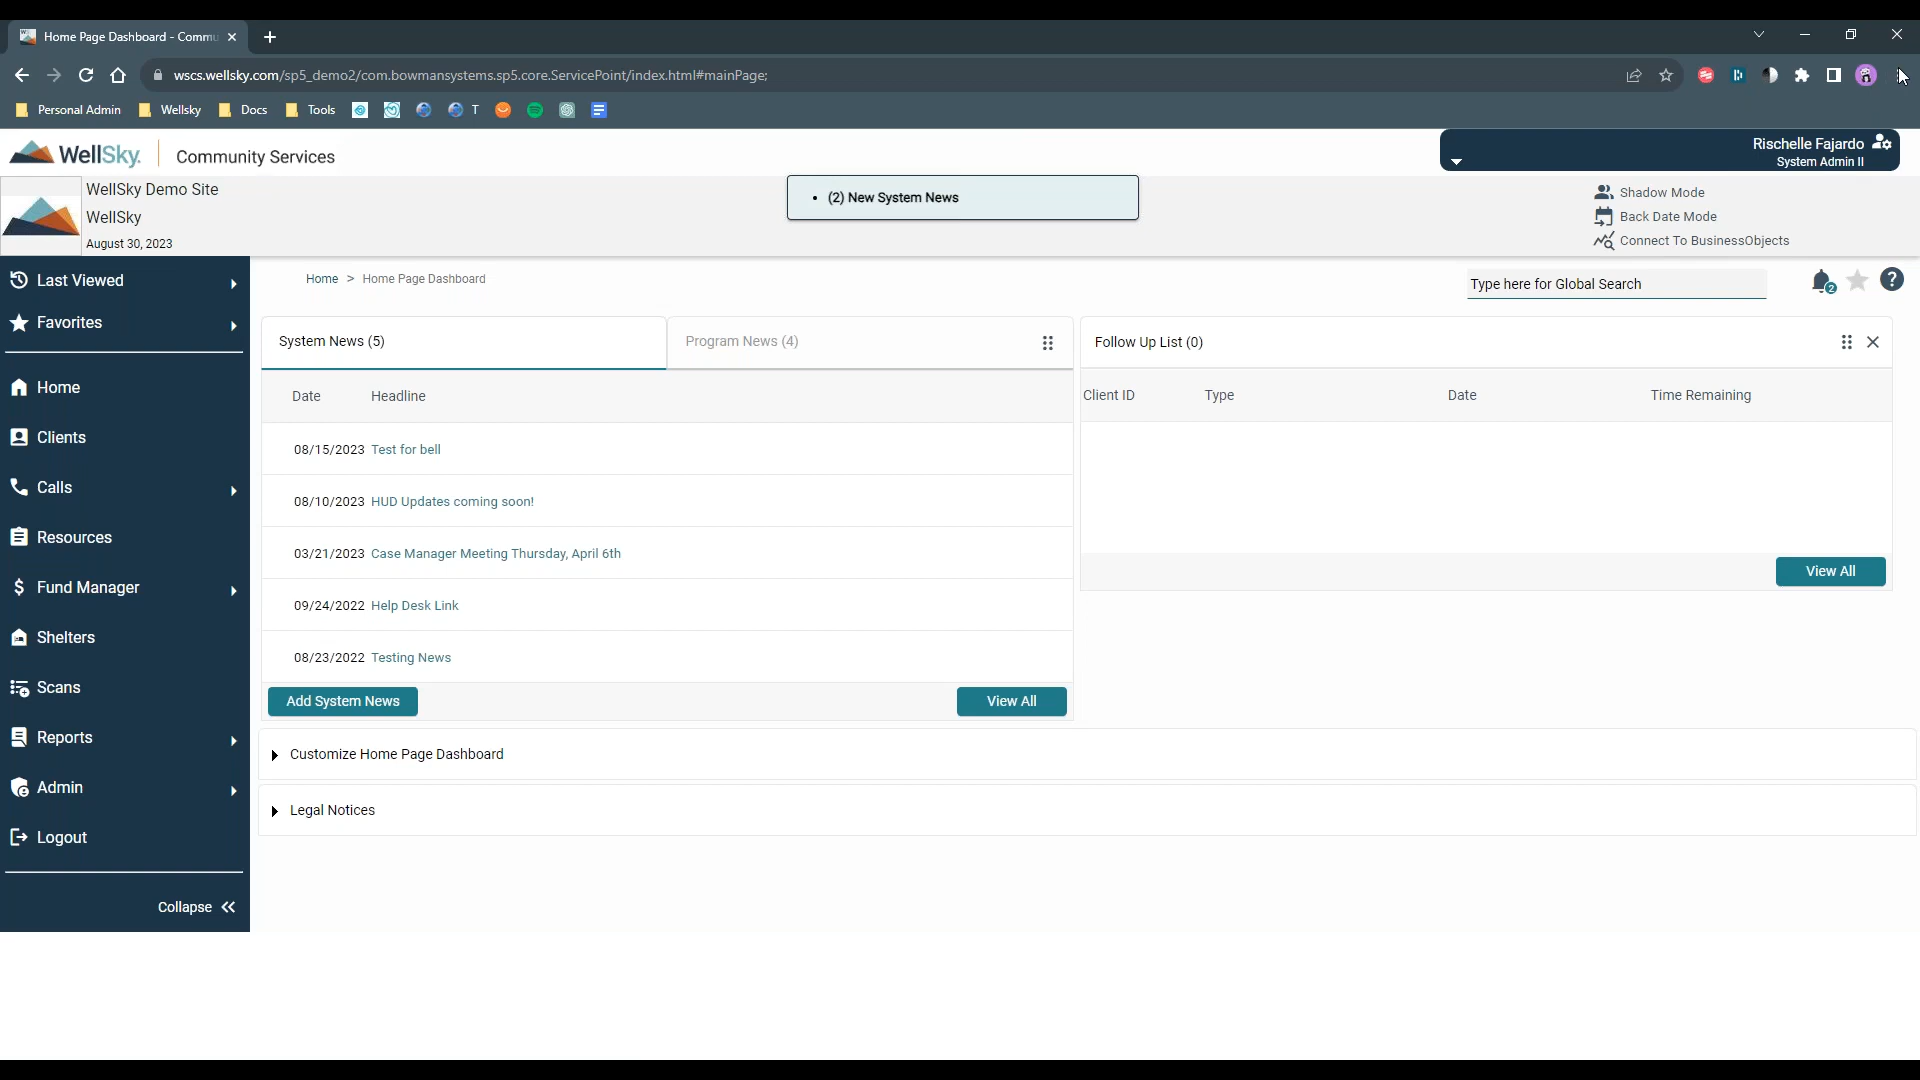 Home Page Dashboard - Commu
wscs.wellsky.com/sp5_demo2/com.bowmansystems.sp5.core.ServicePoint/index.html#mainPage;
Personal Admin Wellsky Docs Tools T
WellSky. Community Services
Rischelle Fajardo
System Admin II
WellSky Demo Site
WellSky
August 30, 2023
• (2) New System News
Shadow Mode
Back Date Mode
Connect To BusinessObjects
Last Viewed
Favorites
Home
Clients
Calls
Resources
Fund Manager
Shelters
Scans
Reports
Admin
Logout
Collapse
Home > Home Page Dashboard
Type here for Global Search
2
?
System News (5)
Program News (4)
Date Headline
08/15/2023 Test for bell
08/10/2023 HUD Updates coming soon!
03/21/2023 Case Manager Meeting Thursday, April 6th
09/24/2022 Help Desk Link
08/23/2022 Testing News
Add System News
View All
Follow Up List (0)
Client ID Type Date Time Remaining
View All
Customize Home Page Dashboard
Legal Notices